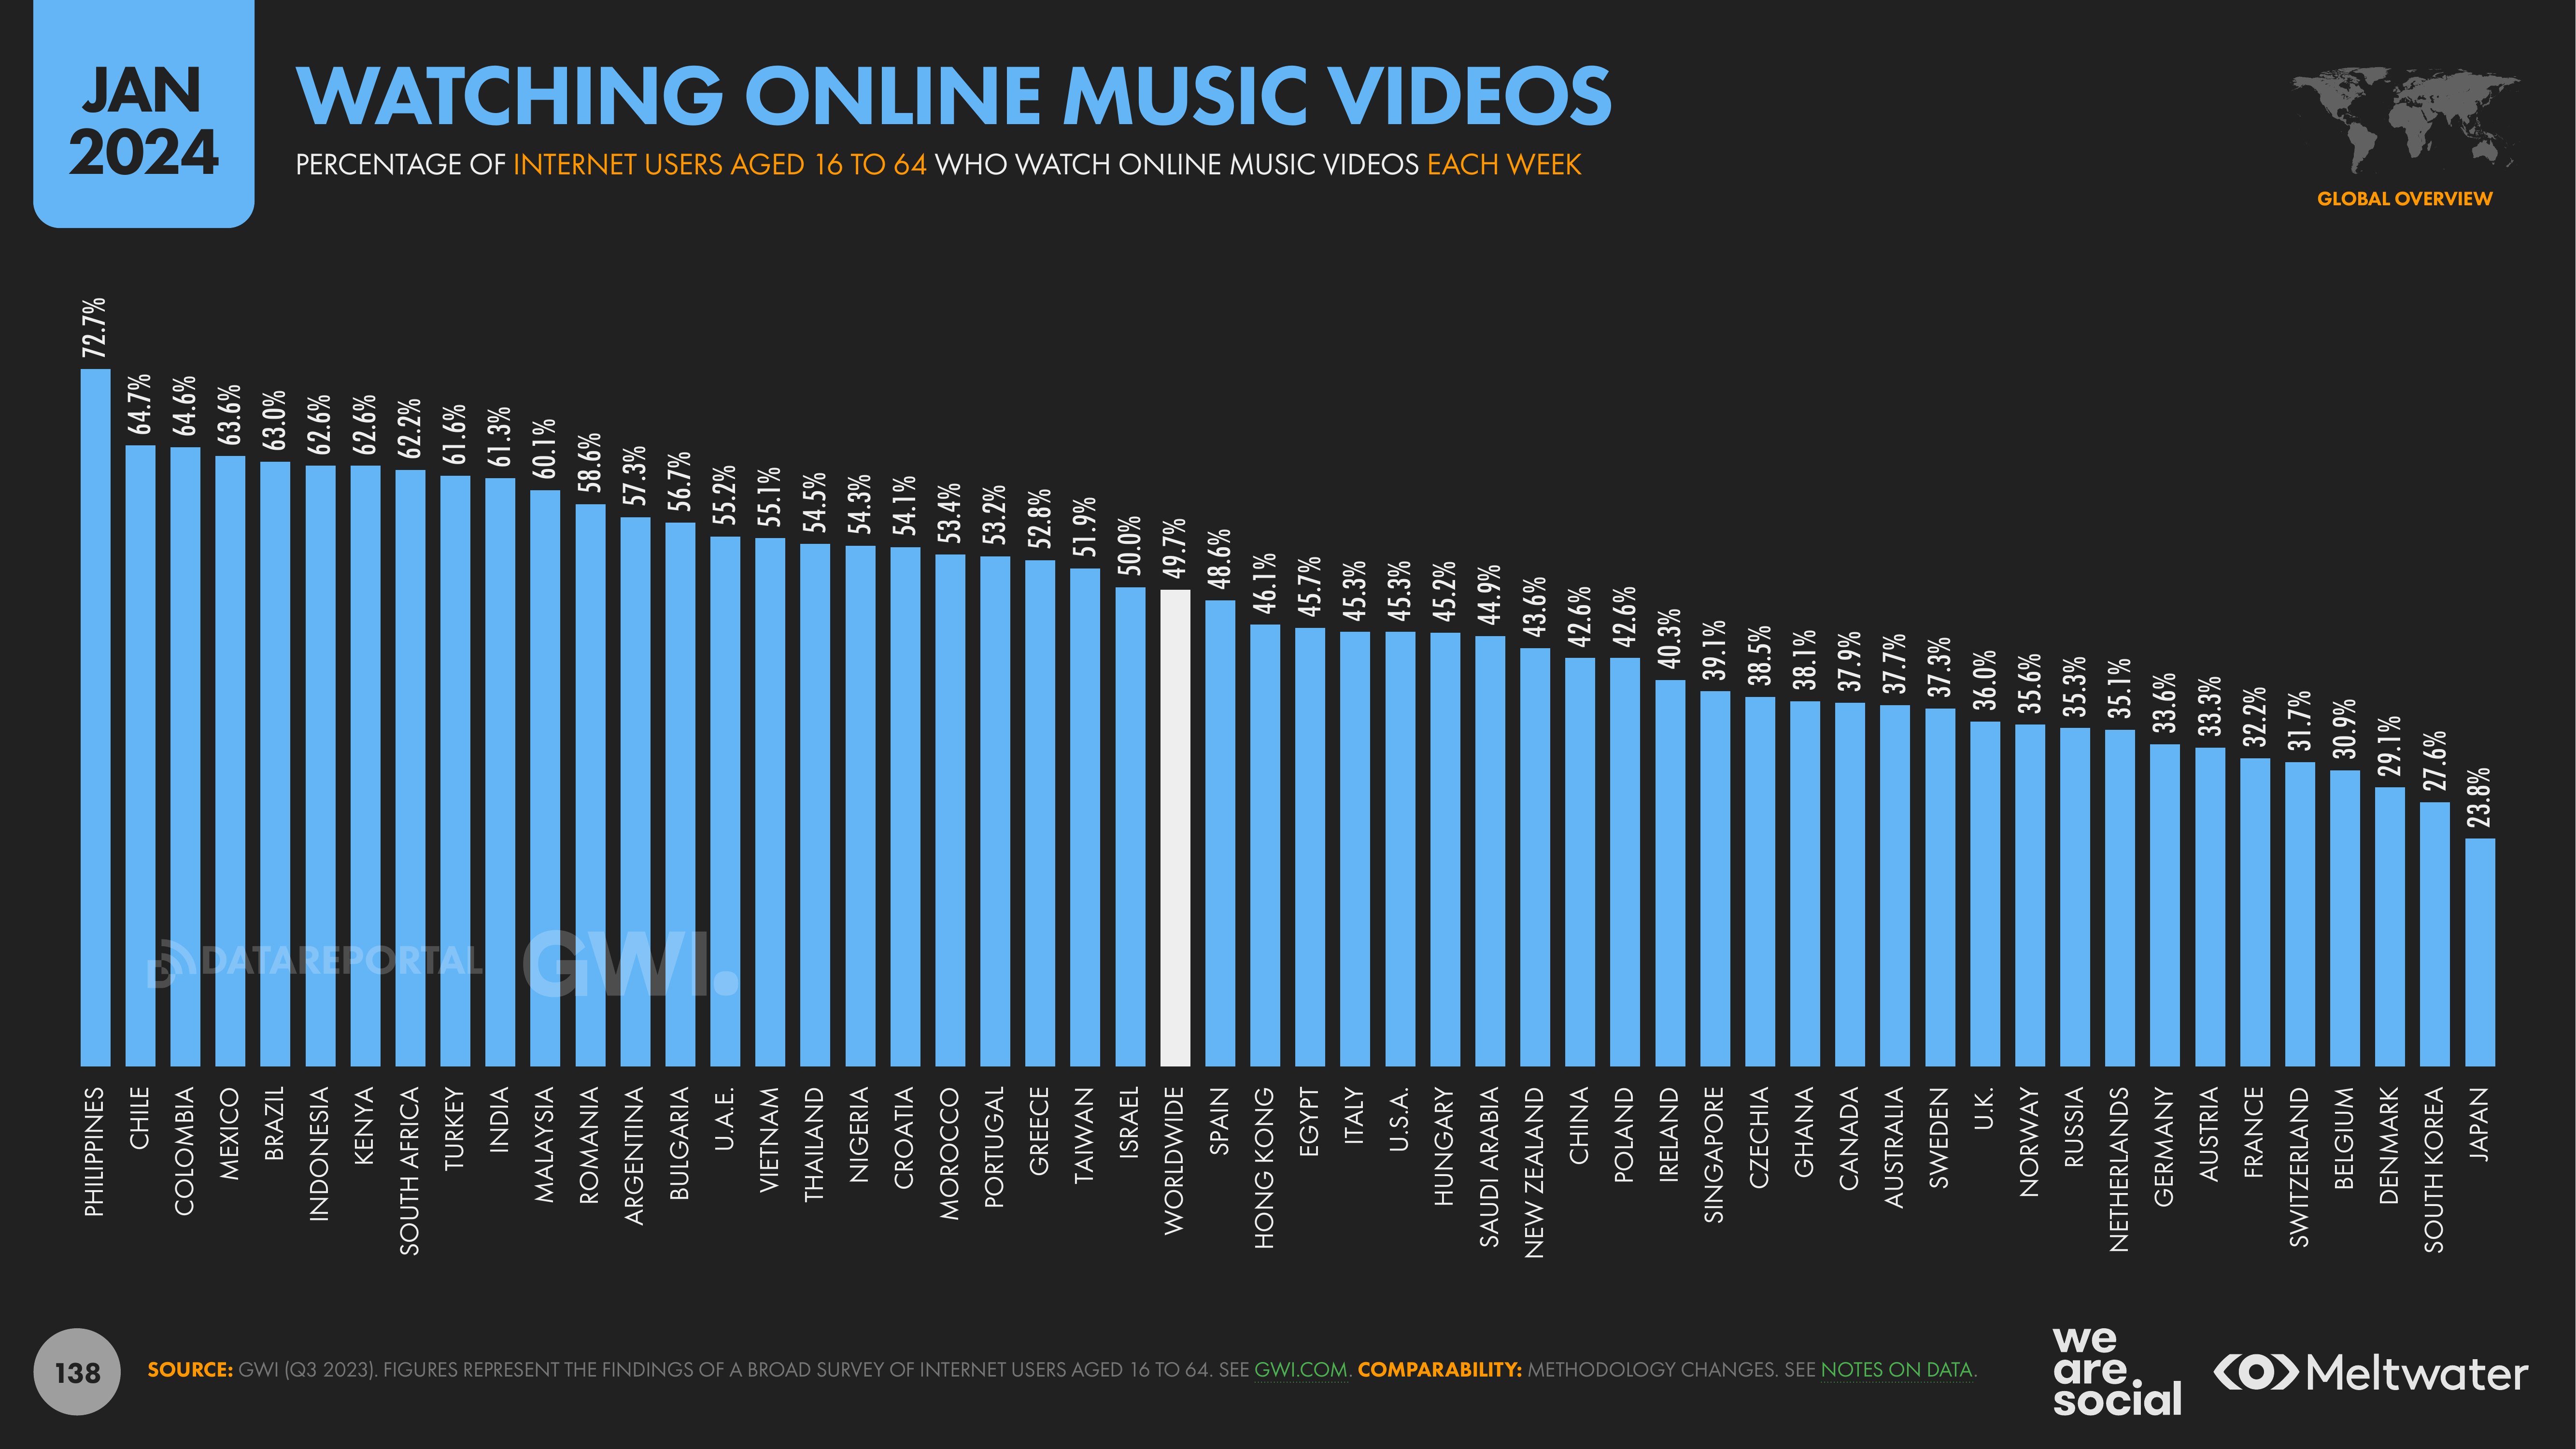 JAN
2024
WATCHING ONLINE MUSIC VIDEOS
PERCENTAGE OF INTERNET USERS AGED 16 TO 64 WHO WATCH ONLINE MUSIC VIDEOS EACH WEEK
GLOBAL OVERVIEW
72.7%
64.7%
64.6%
63.6%
63.0%
62.6%
62.6%
62.2%
61.6%
61.3%
60.1%
58.6%
57.3%
56.7%
55.2%
55.1%
54.5%
54.3%
54.1%
53.4%
53.2%
52.8%
51.9%
50.0%
49.7%
48.6%
46.1%
45.7%
45.3%
45.3%
45.2%
44.9%
43.6%
42.6%
42.6%
40.3%
39.1%
38.5%
38.1%
37.9%
37.7%
37.3%
36.0%
35.6%
35.3%
35.1%
33.6%
33.3%
32.2%
31.7%
30.9%
29.1%
27.6%
23.8%
DATAREPORTAL
GWI.
PHILIPPINES
CHILE
COLOMBIA
MEXICO
BRAZIL
INDONESIA
KENYA
SOUTH AFRICA
TURKEY
INDIA
MALAYSIA
ROMANIA
ARGENTINA
BULGARIA
U.A.E.
VIETNAM
THAILAND
NIGERIA
CROATIA
MOROCCO
PORTUGAL
GREECE
TAIWAN
ISRAEL
WORLDWIDE
SPAIN
HONG KONG
EGYPT
ITALY
U.S.A.
HUNGARY
SAUDI ARABIA
NEW ZEALAND
CHINA
POLAND
IRELAND
SINGAPORE
CZECHIA
GHANA
CANADA
AUSTRALIA
SWEDEN
U.K.
NORWAY
RUSSIA
NETHERLANDS
GERMANY
AUSTRIA
FRANCE
SWITZERLAND
BELGIUM
DENMARK
SOUTH KOREA
JAPAN
138
SOURCE: GWI (Q3 2023). FIGURES REPRESENT THE FINDINGS OF A BROAD SURVEY OF INTERNET USERS AGED 16 TO 64. SEE GWI.COM. COMPARABILITY: METHODOLOGY CHANGES. SEE NOTES ON DATA.
we
are.
social
Meltwater